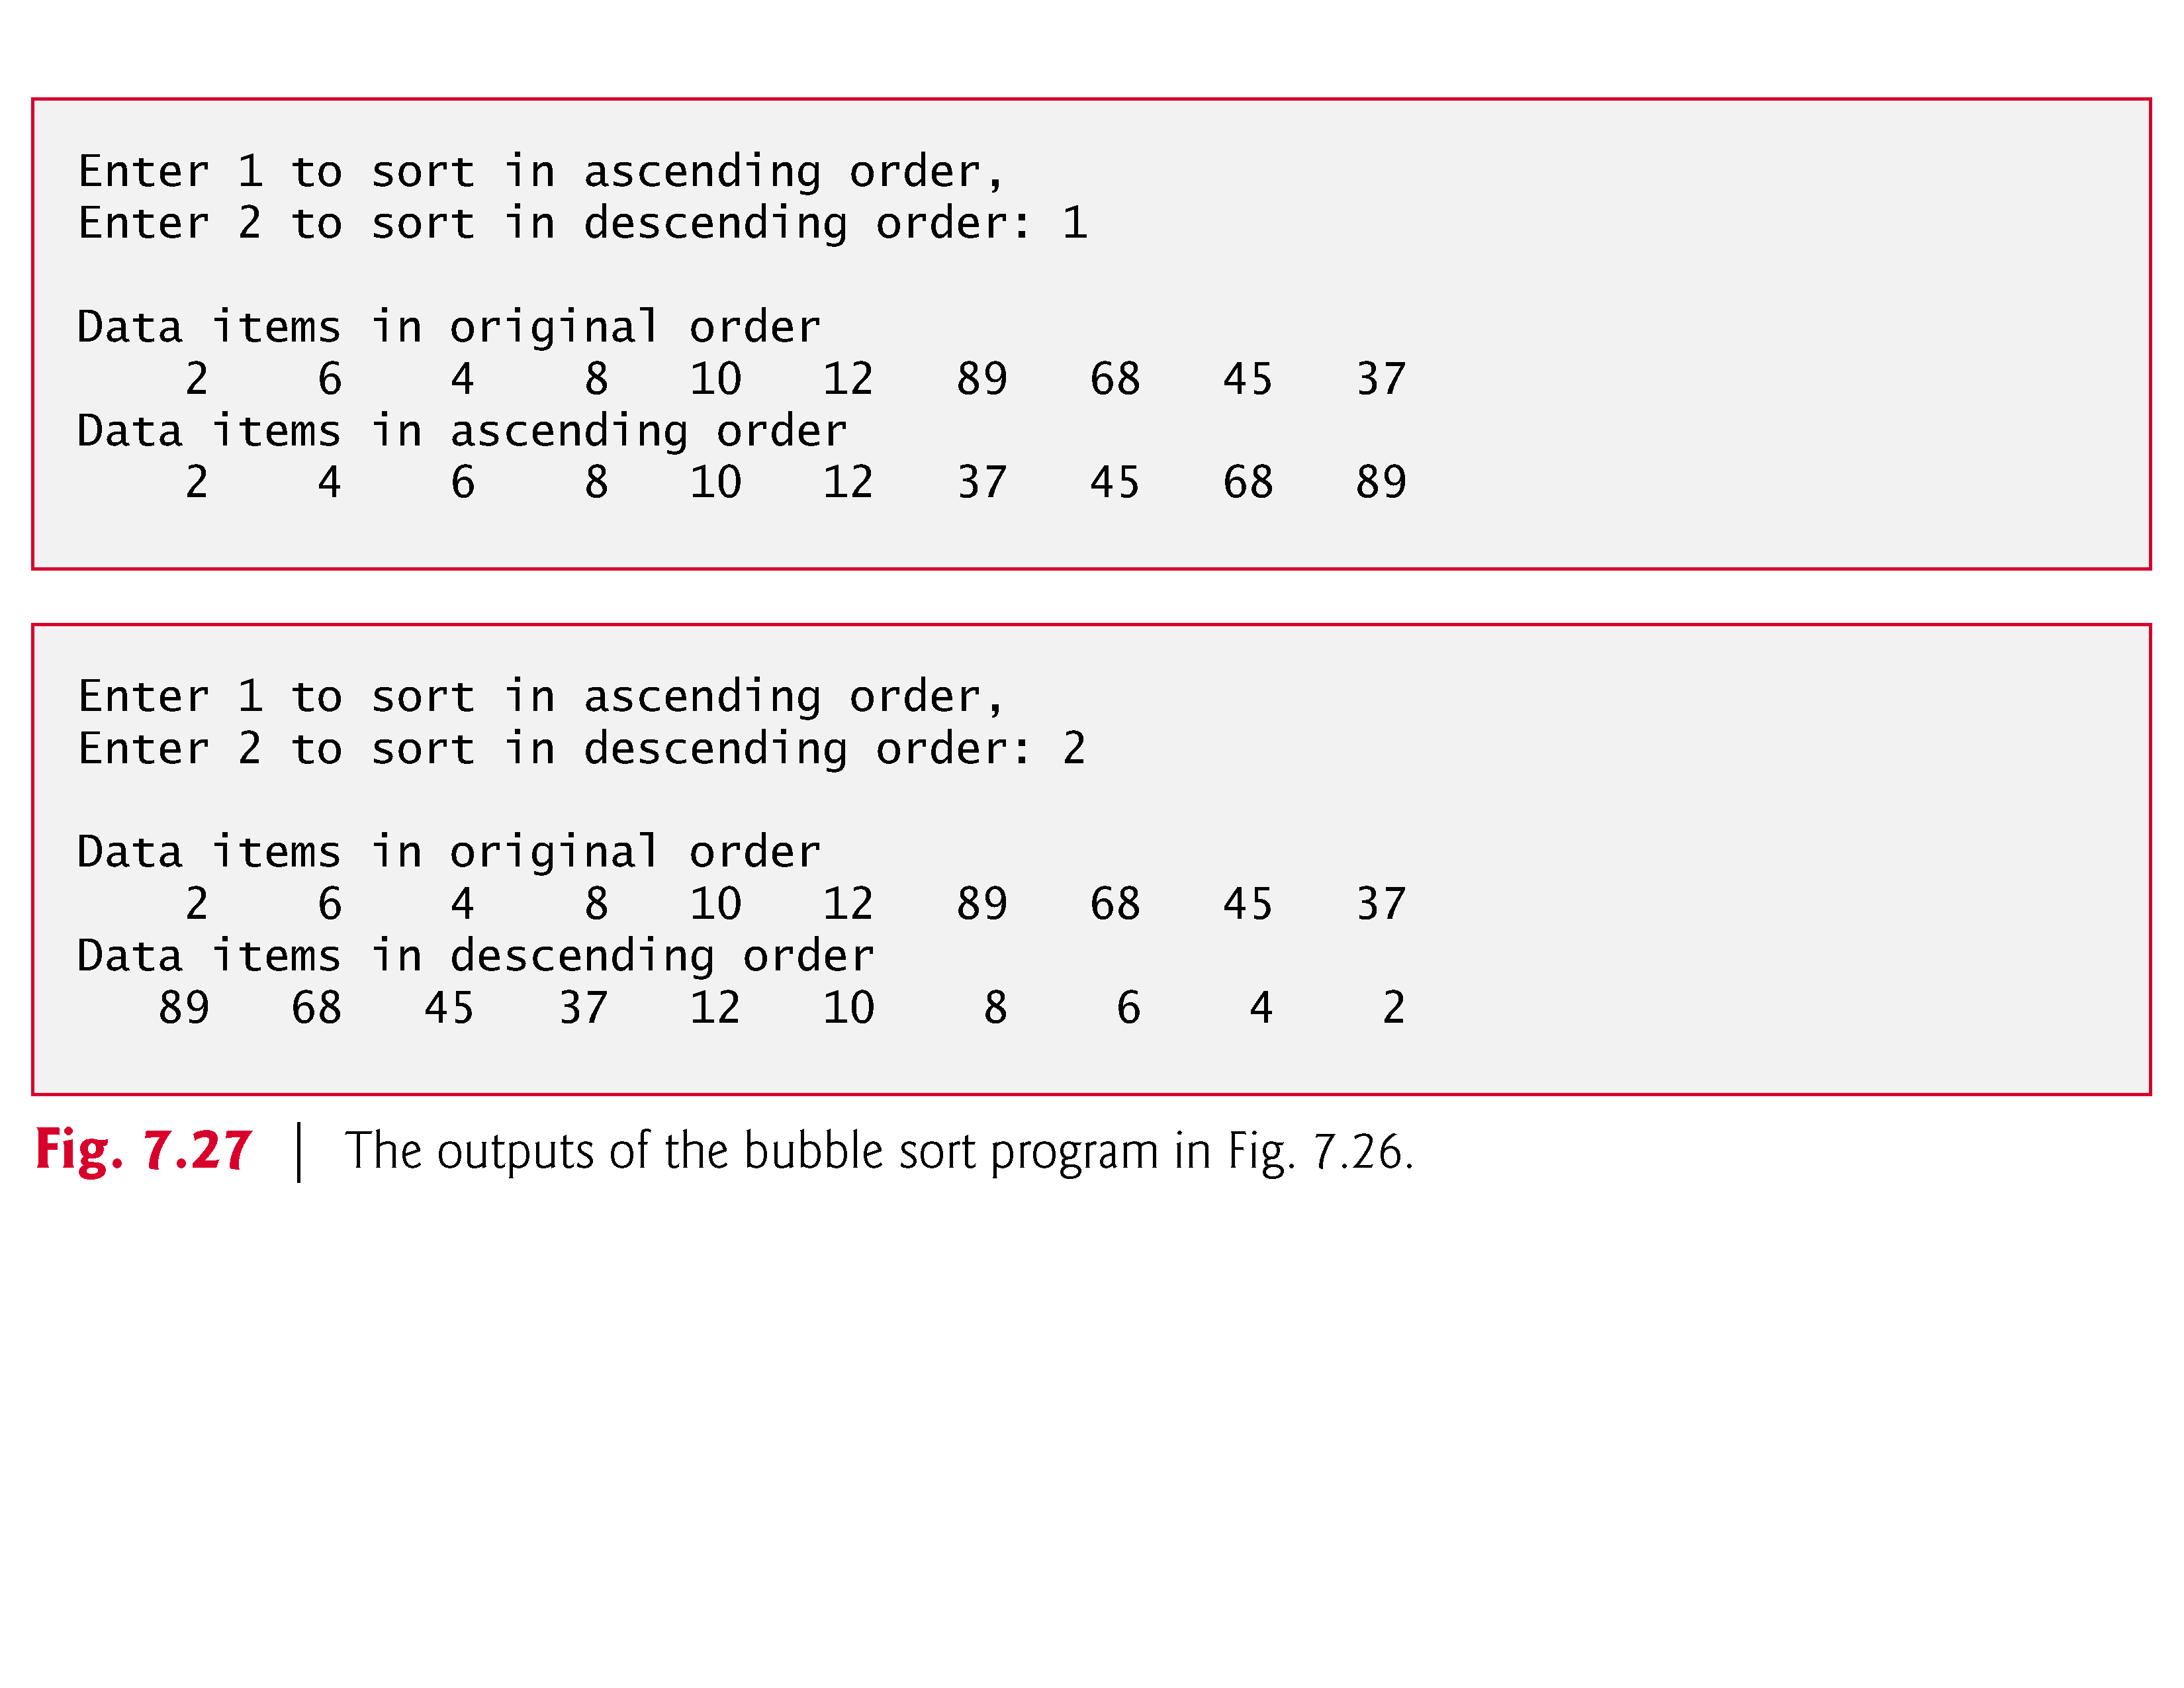 Enter 1 to sort in ascending order,
Enter 2 to sort in descending order: 1
Data items in original order
2 6 4 8 10 12 89 68 45 37
Data items in ascending order
2 4 6 8 10 12 37 45 68 89
Enter 1 to sort in ascending order,
Enter 2 to sort in descending order: 2
Data items in original order
2 6 4 8 10 12 89 68 45 37
Data items in descending order
89 68 45 37 12 10 8 6 4 2
Fig. 7.27 | The outputs of the bubble sort program in Fig. 7.26.